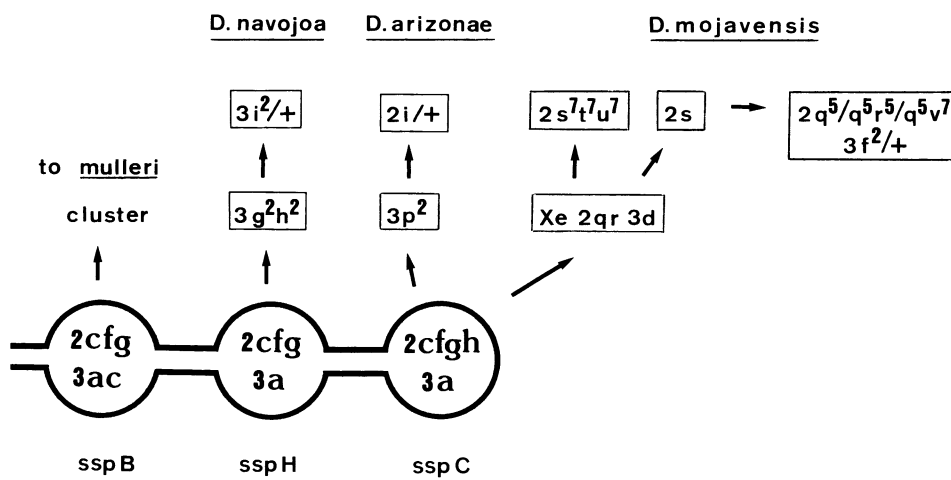 D. navojoa D. arizonae D. mojavensis
3i²/+ 2i/+ 2s⁷t⁷u⁷ 2s 2q⁵/q⁵r⁵/q⁵v⁷
3f²/+
to mulleri
cluster 3g²h² 3p² Xe 2qr 3d
2cfg 2cfg 2cfgh
3ac 3a 3a
sspB sspH sspC